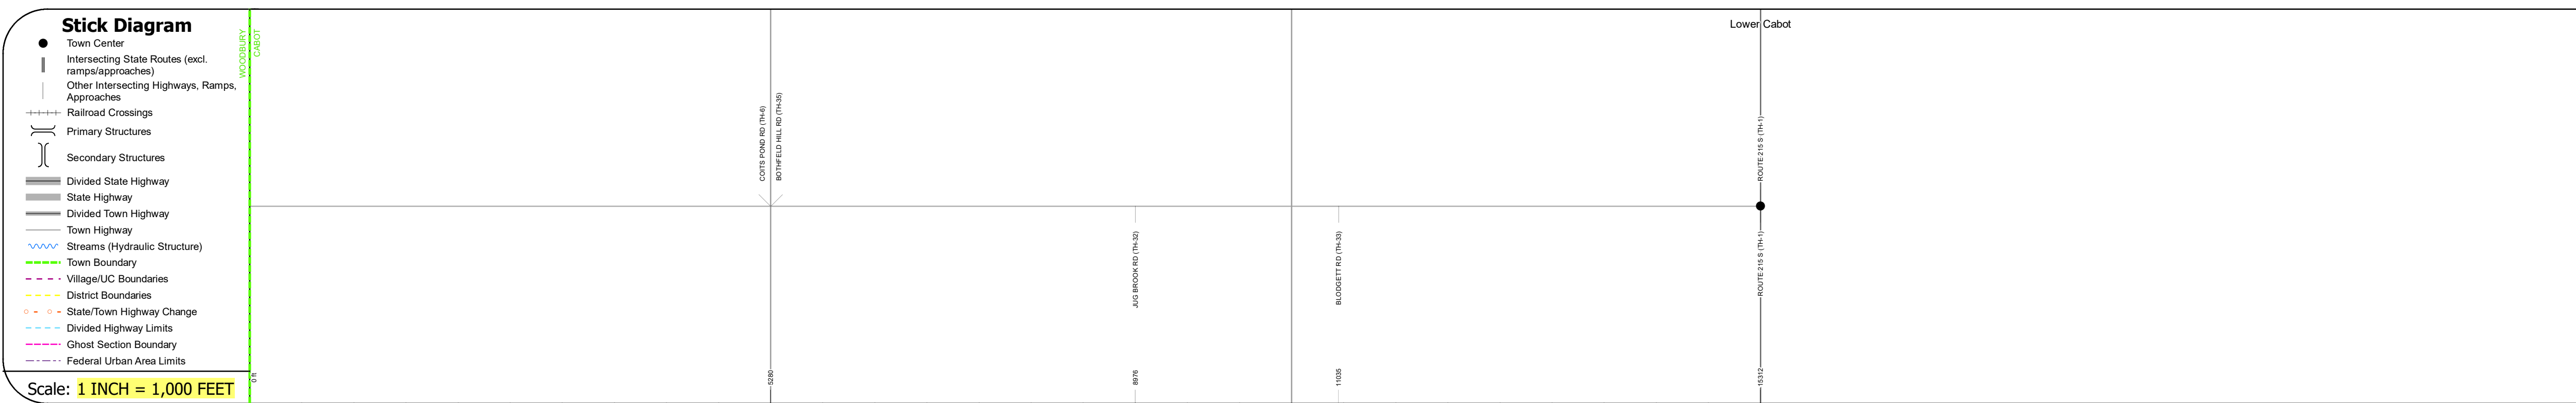 Stick Diagram
Town Center
Intersecting State Routes (excl.
ramps/approaches)
Other Intersecting Highways, Ramps,
Approaches
Railroad Crossings
Primary Structures
Secondary Structures
Divided State Highway
State Highway
Divided Town Highway
Town Highway
Streams (Hydraulic Structure)
Town Boundary
Village/UC Boundaries
District Boundaries
State/Town Highway Change
Divided Highway Limits
Ghost Section Boundary
Federal Urban Area Limits
Scale: 1 INCH = 1,000 FEET
WOODBURY
CABOT
0 ft
COITS POND RD (TH-6)
BOTHFELD HILL RD (TH-35)
5280
JUG BROOK RD (TH-32)
8976
BLODGETT RD (TH-33)
11035
Lower Cabot
ROUTE 215 S (TH-1)
ROUTE 215 S (TH-1)
15312